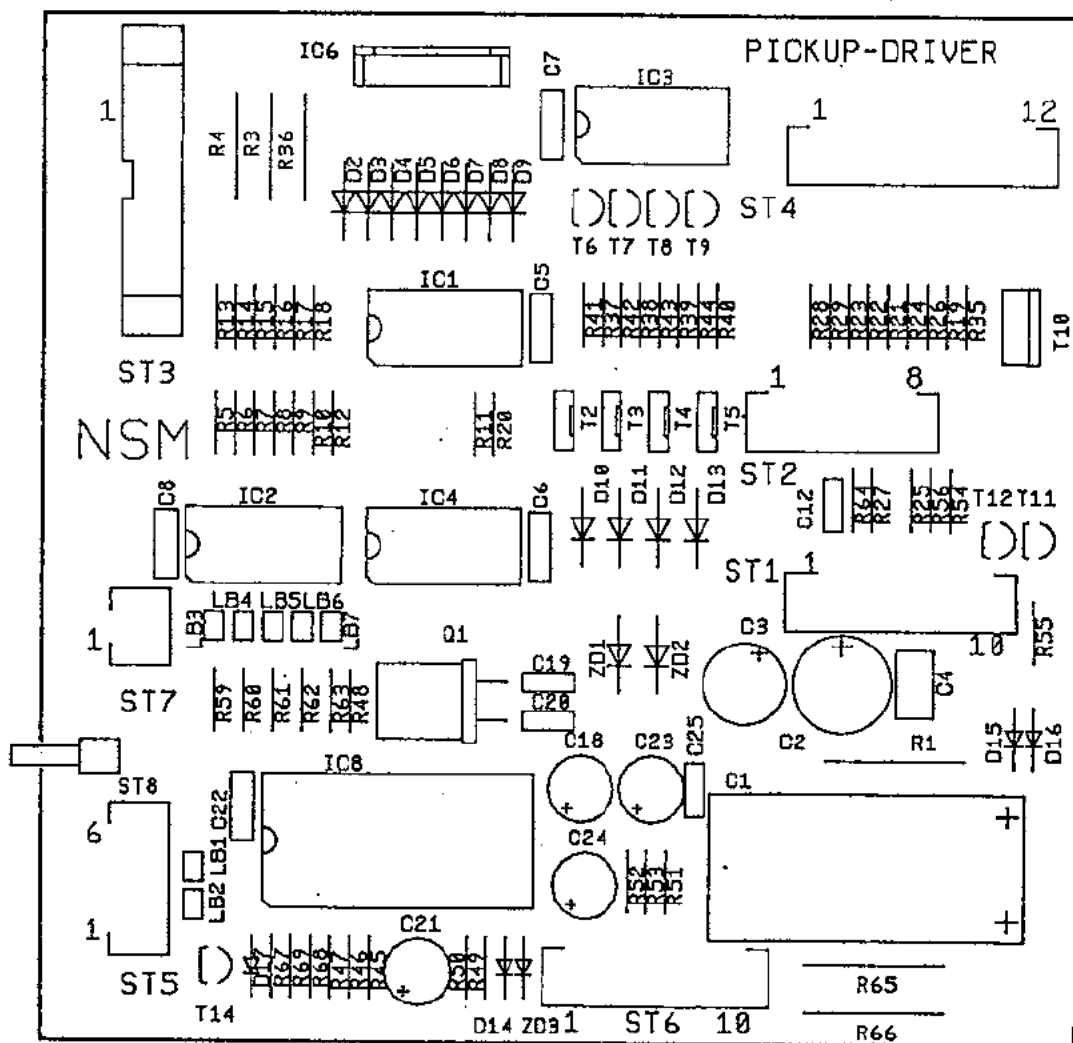 PICKUP-DRIVER
IC6
C7
IC3
1
1
12
R4
R3
R36
D2
D3
D4
D5
D6
D7
D8
D9
T6
T7
T8
T9
ST4
IC1
C5
R13
R14
R15
R16
R17
R18
R41
R37
R42
R38
R43
R39
R44
R40
R28
R29
R23
R22
R21
R24
R26
R19
R35
T10
ST3
1
8
NSM
R5
R6
R7
R8
R9
R10
R12
R11
R20
T2
T3
T4
T5
ST2
C8
IC2
IC4
C6
D10
D11
D12
D13
C12
R64
R27
R25
R56
R54
T12
T11
ST1
1
10
LB3
LB4
LB5
LB6
LB7
1
ST7
Q1
C19
C20
ZD1
ZD2
C3
C2
C4
R55
R59
R60
R61
R62
R63
R48
R1
D15
D16
ST8
IC8
C18
C23
C25
C1
C22
6
LB1
LB2
1
C24
R52
R53
R51
ST5
T14
D17
R67
R69
R68
R47
R46
R45
C21
R50
R49
D14
ZD3
1
ST6
10
R65
R66